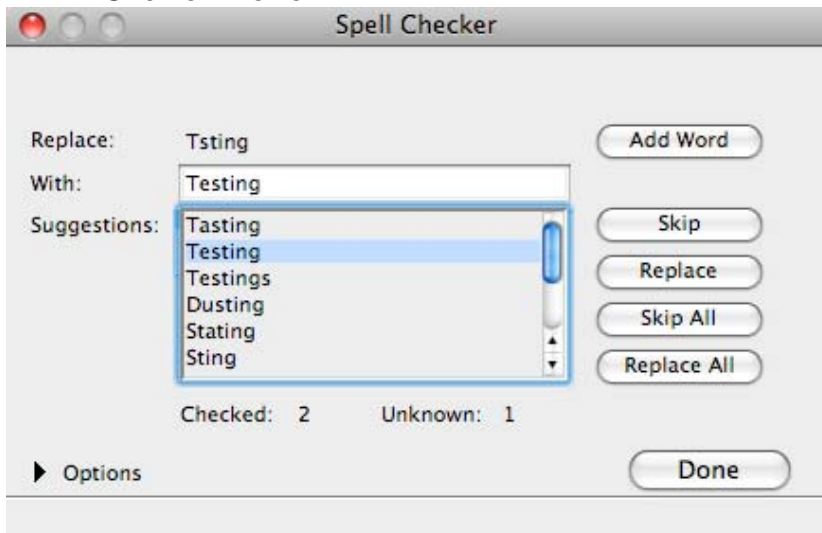 Spell Checker
Replace: Tsting Add Word
With: Testing
Suggestions: Tasting Skip
Testing
Testings Replace
Dusting
Stating Skip All
Sting Replace All
Checked: 2 Unknown: 1
Options Done